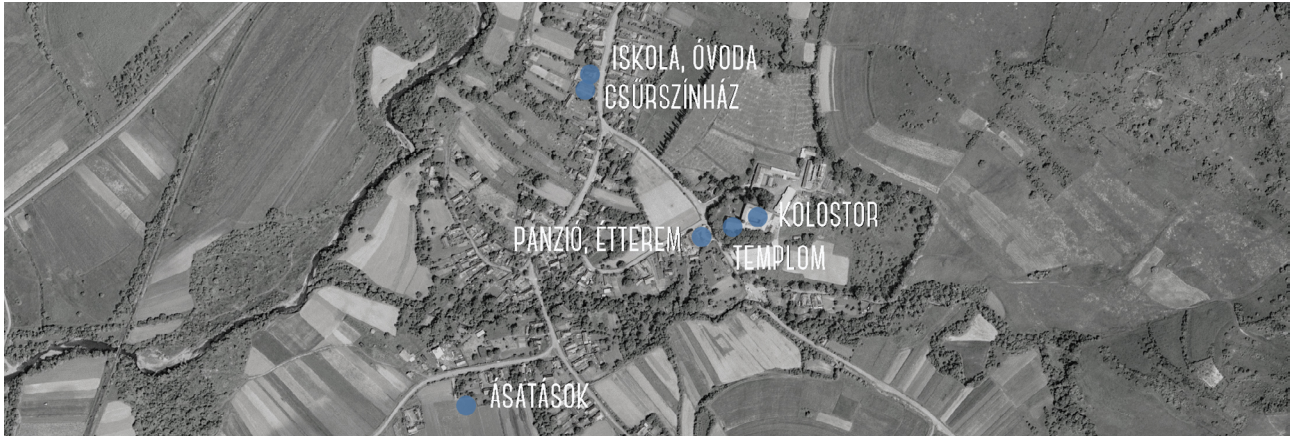 ISKOLA, ÓVODA
CSŰRSZÍNHÁZ
KOLOSTOR
PANZIÓ, ÉTTEREM
TEMPLOM
ÁSATÁSOK